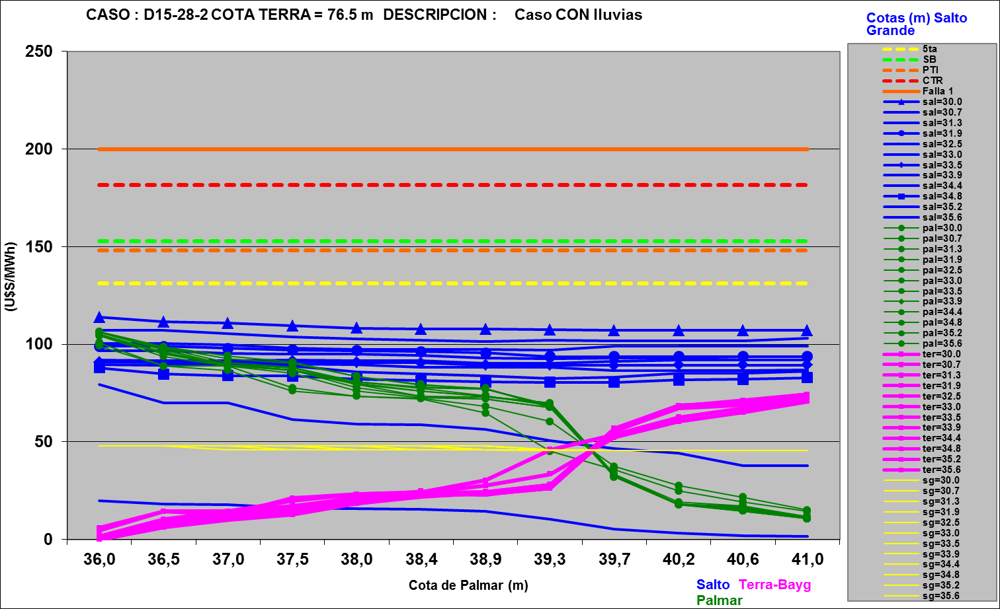 CASO : D15-28-2 COTA TERRA = 76.5 m DESCRIPCION : Caso CON lluvias
Cotas (m) Salto
Grande
250
200
150
100
50
0
(U$S/MWh)
36,0 36,5 37,0 37,5 38,0 38,4 38,9 39,3 39,7 40,2 40,6 41,0
Cota de Palmar (m)
Salto Terra-Bayg
Palmar
5ta
SB
PTI
CTR
Falla 1
sal=30.0
sal=30.7
sal=31.3
sal=31.9
sal=32.5
sal=33.0
sal=33.5
sal=33.9
sal=34.4
sal=34.8
sal=35.2
sal=35.6
pal=30.0
pal=30.7
pal=31.3
pal=31.9
pal=32.5
pal=33.0
pal=33.5
pal=33.9
pal=34.4
pal=34.8
pal=35.2
pal=35.6
ter=30.0
ter=30.7
ter=31.3
ter=31.9
ter=32.5
ter=33.0
ter=33.5
ter=33.9
ter=34.4
ter=34.8
ter=35.2
ter=35.6
sg=30.0
sg=30.7
sg=31.3
sg=31.9
sg=32.5
sg=33.0
sg=33.5
sg=33.9
sg=34.4
sg=34.8
sg=35.2
sg=35.6